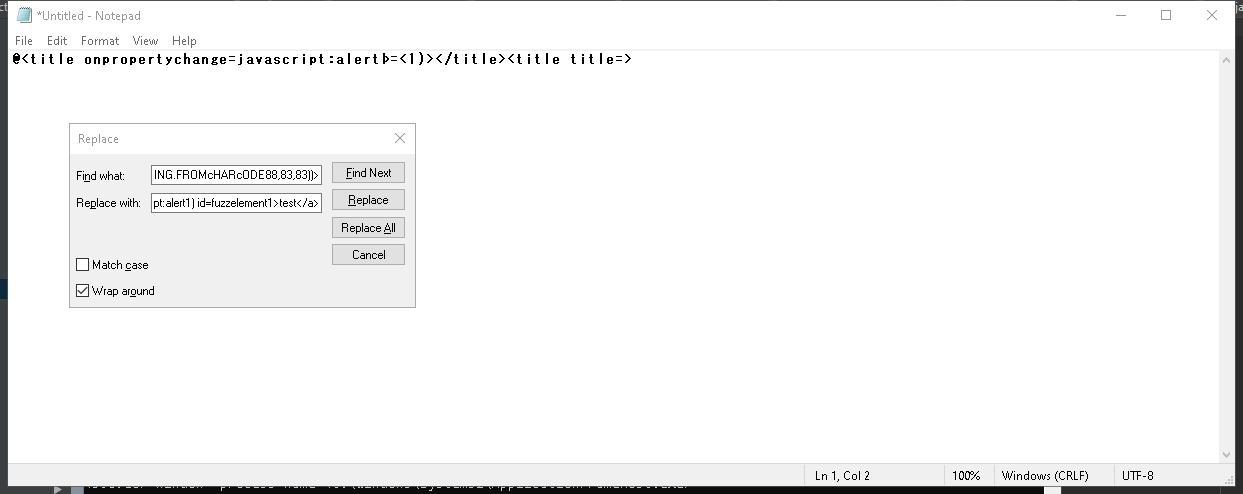 *Untitled - Notepad
File Edit Format View Help
@<title onpropertychange=javascript:alertÞ=<1)></title><title title=>
Replace
Find what: ING.FROMcHARcODE88,83,83))> Find Next
Replace with: pt:alert1) id=fuzzelement1>test</a> Replace
Replace All
Cancel
Match case
Wrap around
Ln 1, Col 2 100% Windows (CRLF) UTF-8